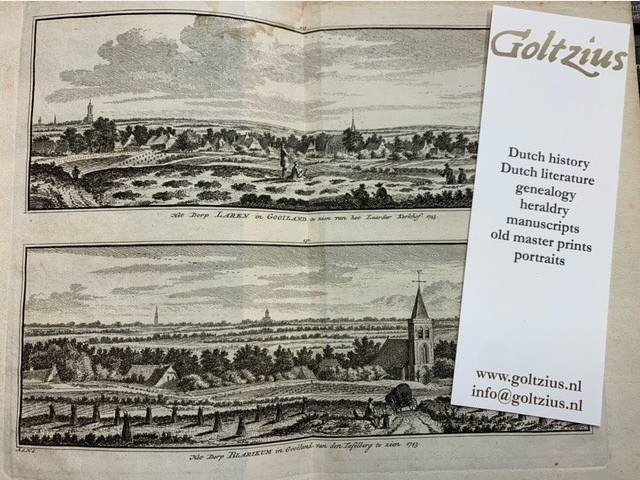 Het Dorp LAREN in GOOILAND te zien van het Laarder Kerkhof
Het Dorp BLARIKUM in Gooiland van den Tafelberg te zien 1743
Goltzius
Dutch history
Dutch literature
genealogy
heraldry
manuscripts
old master prints
portraits
www.goltzius.nl
info@goltzius.nl